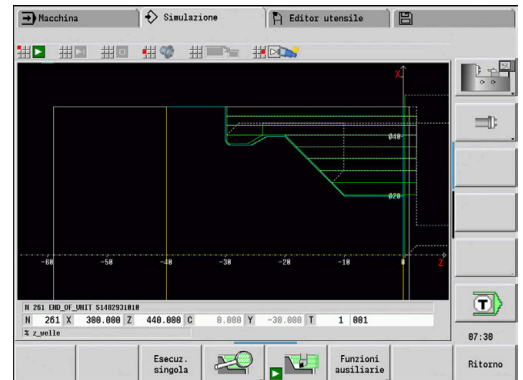 Macchina Simulazione Editor utensile
X
Ø40
Ø20
-60 -50 -40 -30 -20 -10 0 Z
N 261 END_OF_UNIT S1402931010
N 261 X 300.000 Z 440.000 C 0.000 Y -30.000 T 1 001
% z_welle
T
07:30
Esecuz. singola
Funzioni ausiliarie
Ritorno